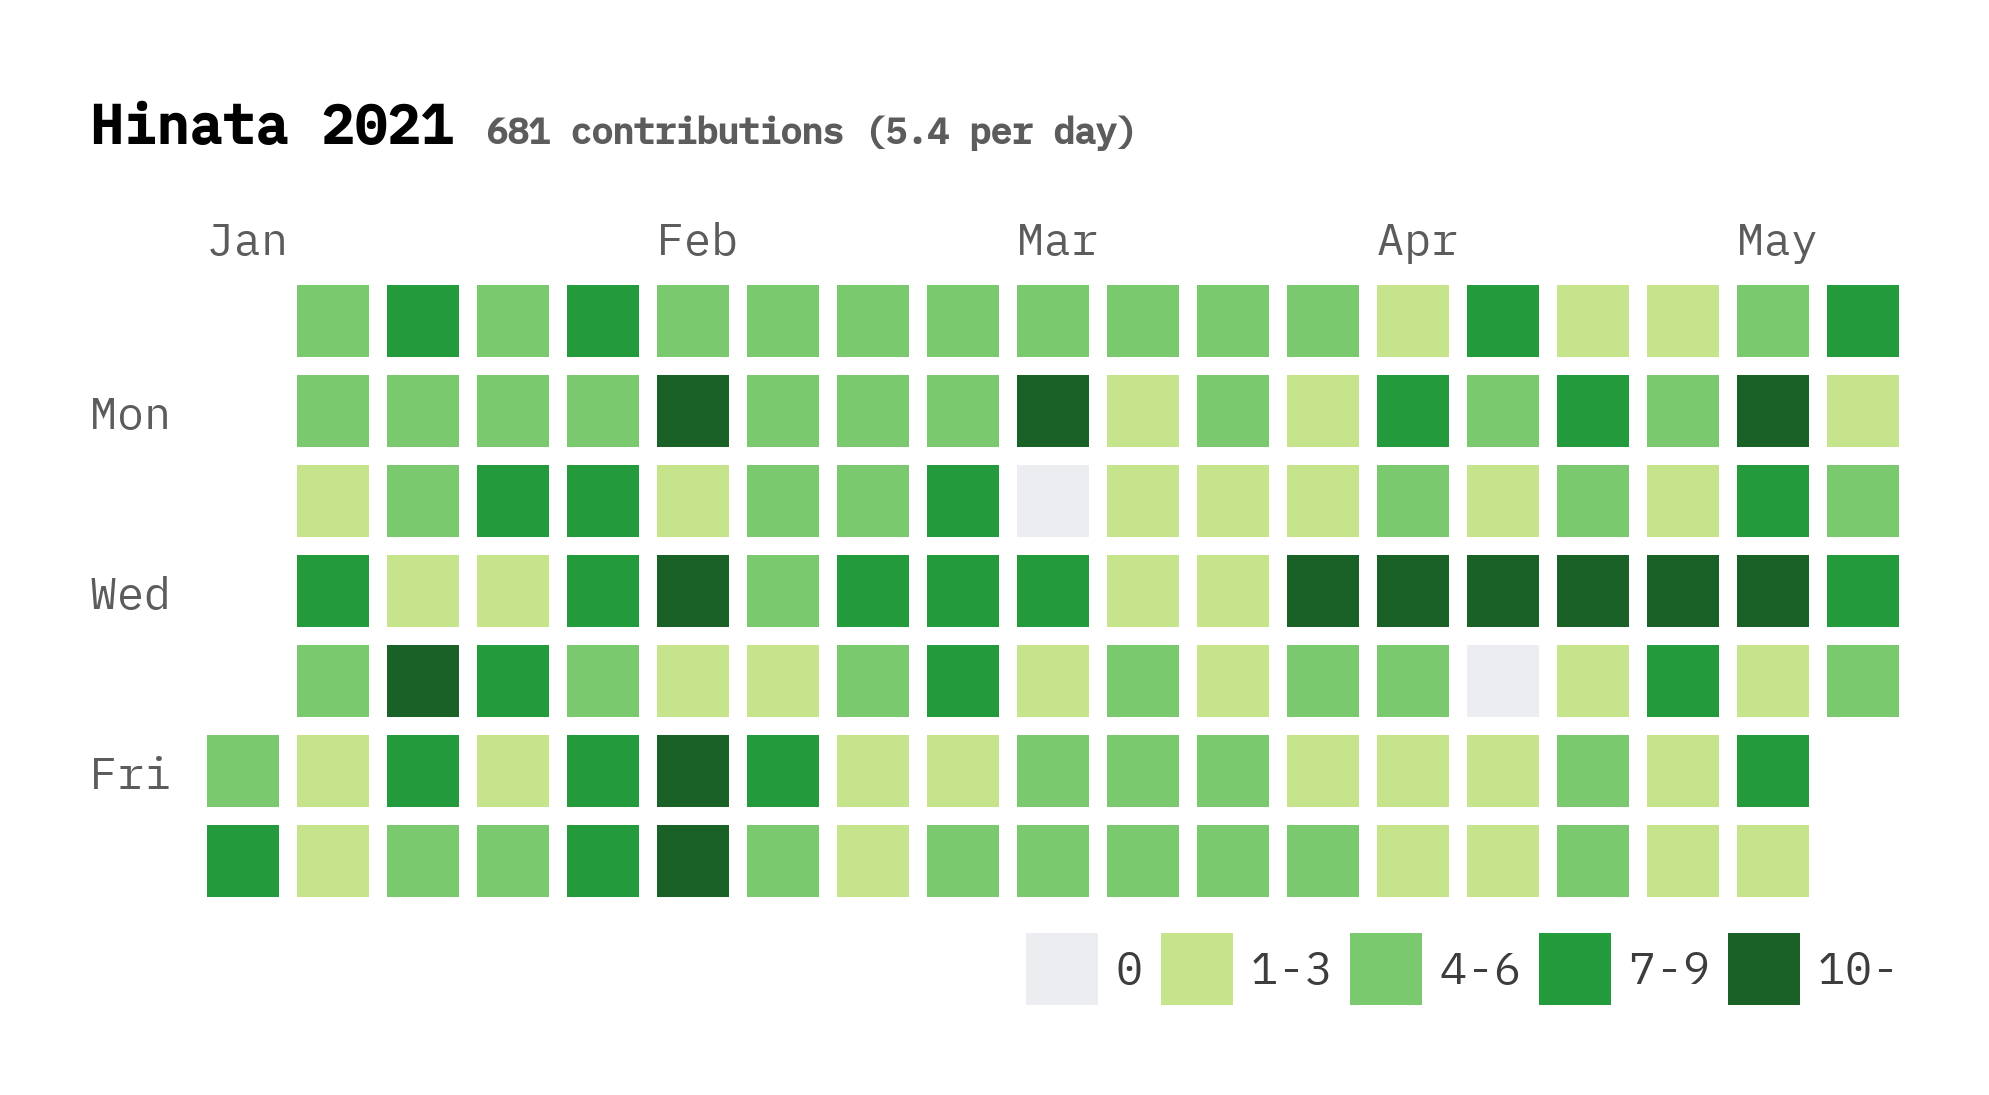 Hinata 2021 681 contributions (5.4 per day)
Jan Feb Mar Apr May
Mon
Wed
Fri
0 1-3 4-6 7-9 10-